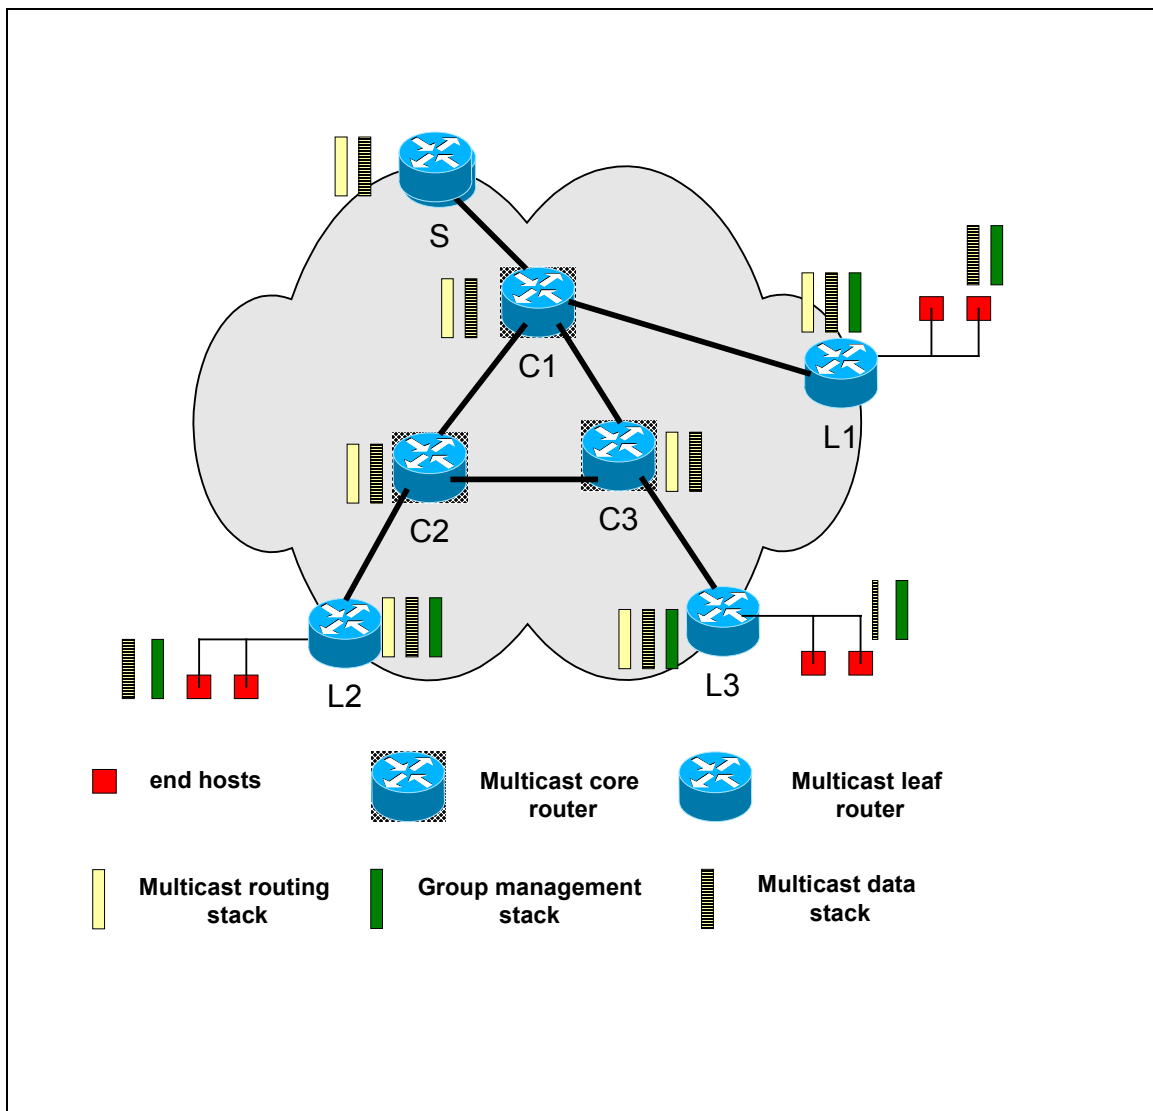 S
C1
L1
C2
C3
L2
L3
end hosts
Multicast core
router
Multicast leaf
router
Multicast routing
stack
Group management
stack
Multicast data
stack